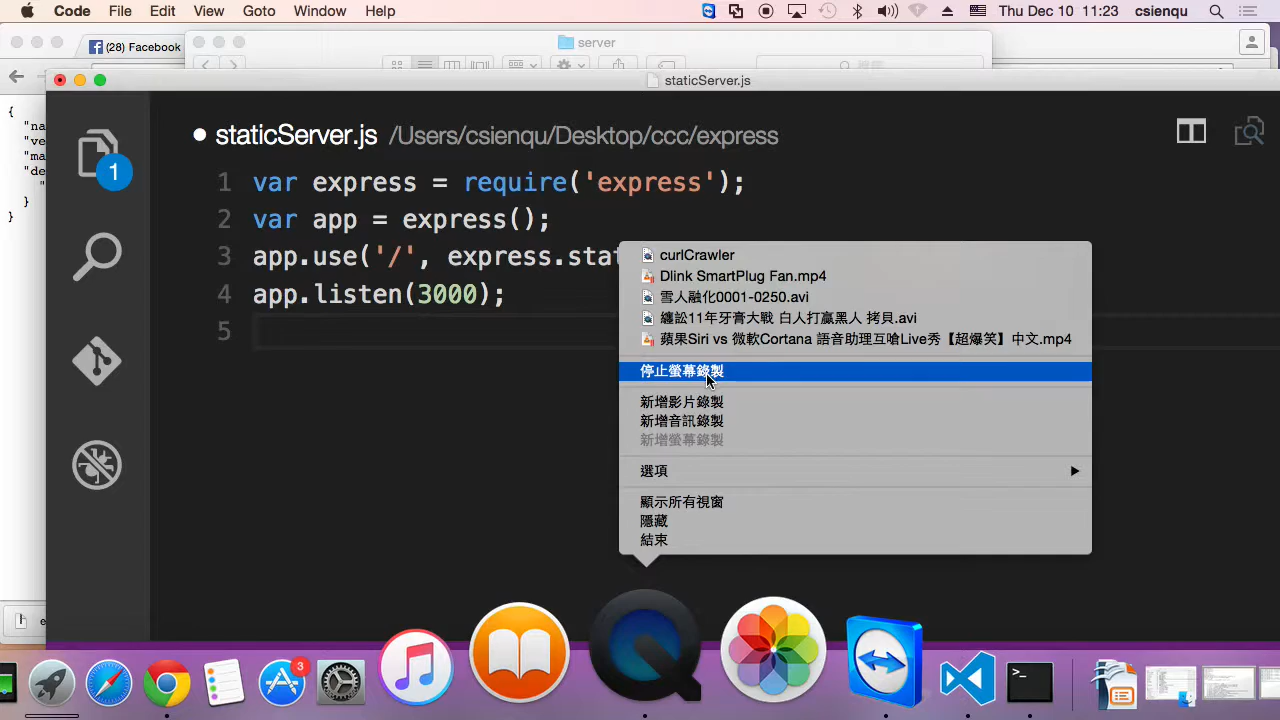 Code File Edit View Goto Window Help Thu Dec 10 11:23 csienqu
(28) Facebook
server
staticServer.js
{
"na
"ve
"ma
"de
"
}
}
staticServer.js /Users/csienqu/Desktop/ccc/express
1
1 var express = require('express');
2 var app = express();
3 app.use('/', express.stat
4 app.listen(3000);
5
curlCrawler
Dlink SmartPlug Fan.mp4
雪人融化0001-0250.avi
纏訟11年牙膏大戰 白人打贏黑人 拷貝.avi
蘋果Siri vs 微軟Cortana 語音助理互嗆Live秀【超爆笑】中文.mp4
停止螢幕錄製
新增影片錄製
新增音訊錄製
新增螢幕錄製
選項
顯示所有視窗
隱藏
結束
e
3